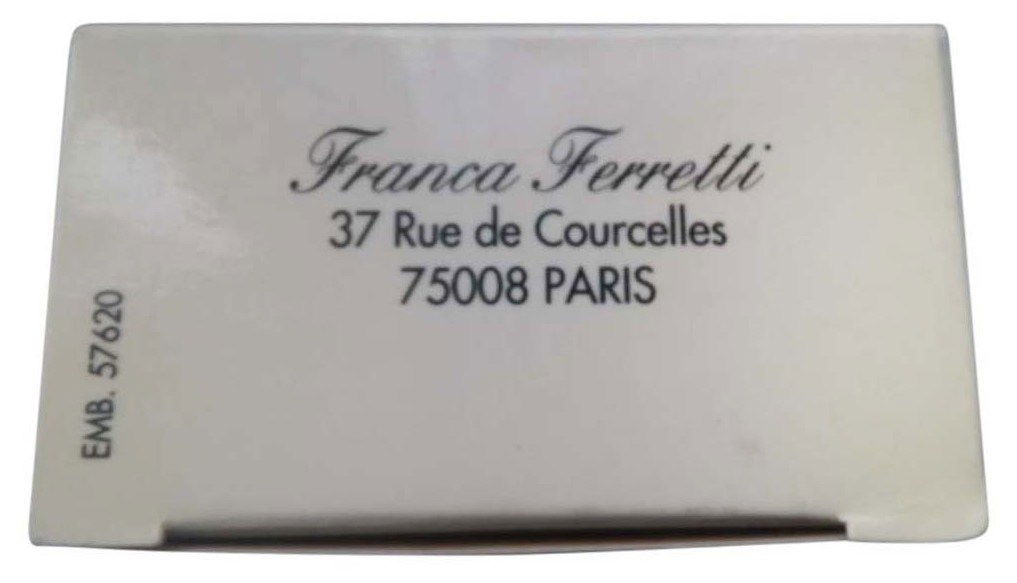 Franca Ferretti
37 Rue de Courcelles
75008 PARIS
EMB. 57620